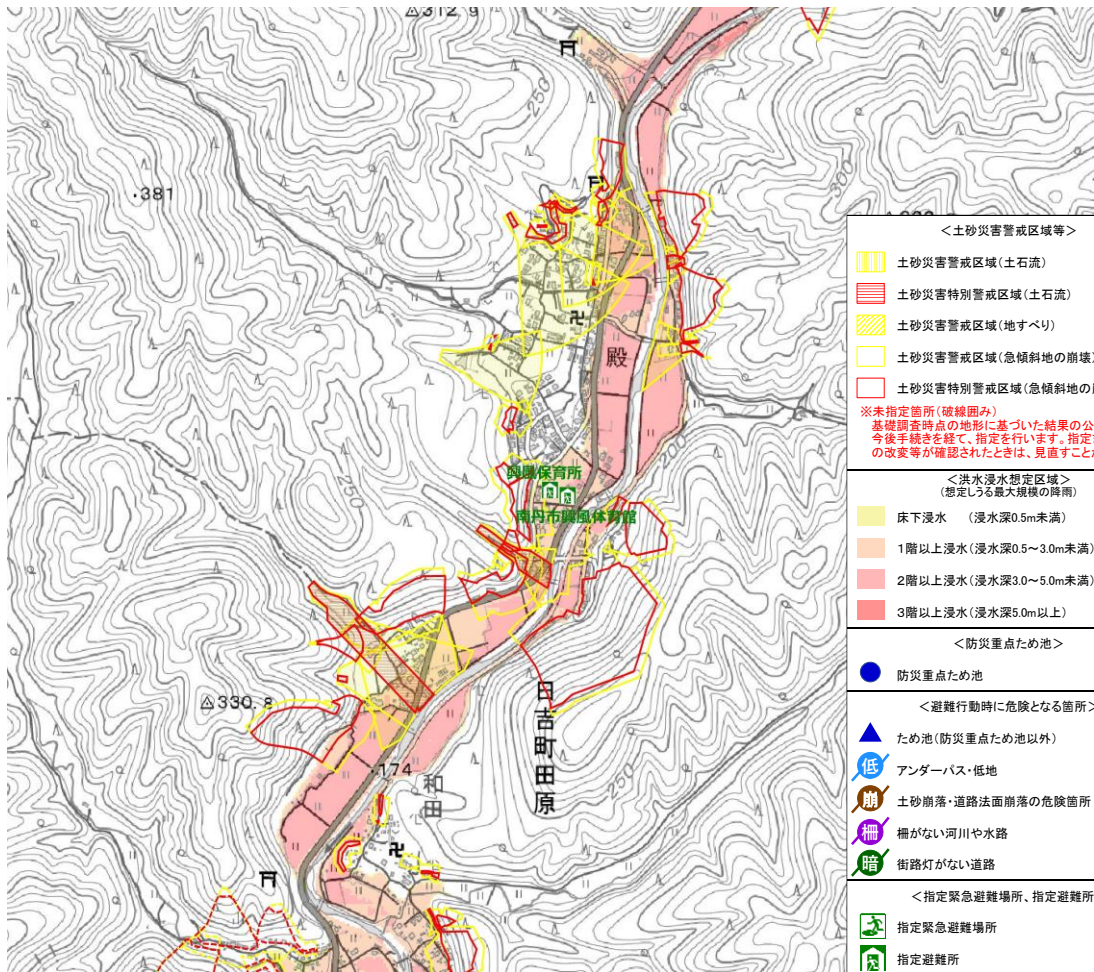 312.9
250
381
300
殿
興風保育所
南丹市興風体育館
330.8
日吉町田原
174
和田
250
<土砂災害警戒区域等>
土砂災害警戒区域(土石流)
土砂災害特別警戒区域(土石流)
土砂災害警戒区域(地すべり)
土砂災害警戒区域(急傾斜地の崩壊)
土砂災害特別警戒区域(急傾斜地の
※未指定箇所(破線囲み)
基礎調査時点の地形に基づいた結果の公
今後手続きを経て、指定を行います。指定
の改変等が確認されたときは、見直すことが
<洪水浸水想定区域>
(想定しうる最大規模の降雨)
床下浸水 (浸水深0.5m未満)
1階以上浸水(浸水深0.5~3.0m未満)
2階以上浸水(浸水深3.0~5.0m未満)
3階以上浸水(浸水深5.0m以上)
<防災重点ため池>
防災重点ため池
<避難行動時に危険となる箇所>
ため池(防災重点ため池以外)
低 アンダーパス・低地
崩 土砂崩落・道路法面崩落の危険箇所
柵 柵がない河川や水路
暗 街路灯がない道路
<指定緊急避難場所、指定避難所
指定緊急避難場所
指定避難所